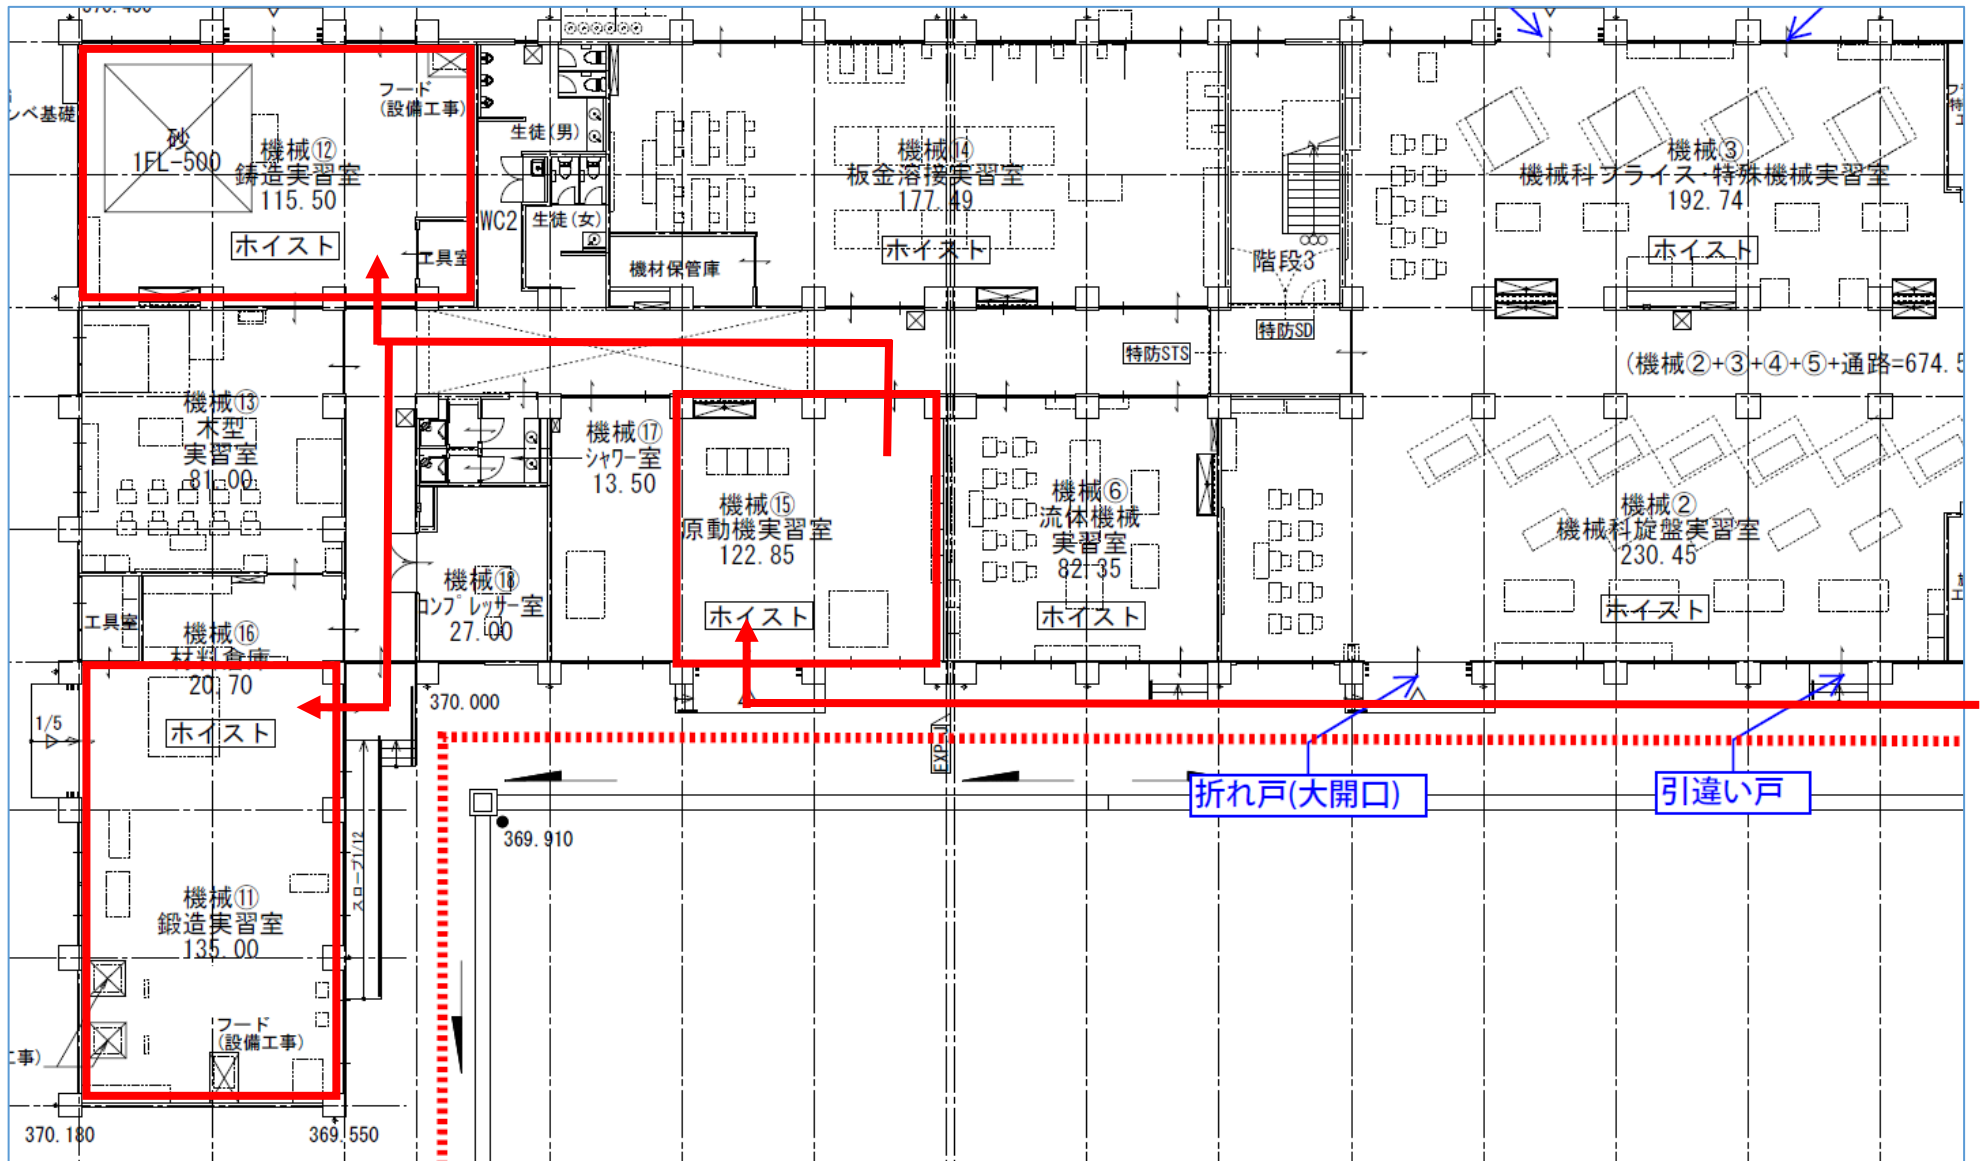 フード
(設備工事)
ンベ基礎
砂
1FL-500
機械⑫
鋳造実習室
115.50
ホイスト
工具室
生徒(男)
WC2
生徒(女)
機材保管庫
機械⑭
板金溶接実習室
177.49
ホイスト
階段3
機械③
機械科フライス・特殊機械実習室
192.74
ホイスト
特防STS
特防SD
(機械②+③+④+⑤+通路=674.5
機械⑬
木型
実習室
81.00
機械⑰
シャワー室
13.50
機械⑮
原動機実習室
122.85
ホイスト
機械⑥
流体機械
実習室
82.35
ホイスト
機械②
機械科旋盤実習室
230.45
ホイスト
機械⑱
コンプレッサー室
27.00
工具室
機械⑯
材料倉庫
20.70
ホイスト
370.000
1/5
EXP.J
折れ戸(大開口)
引違い戸
369.910
スロープ1/12
機械⑪
鍛造実習室
135.00
フード
(設備工事)
工事)
370.180
369.550